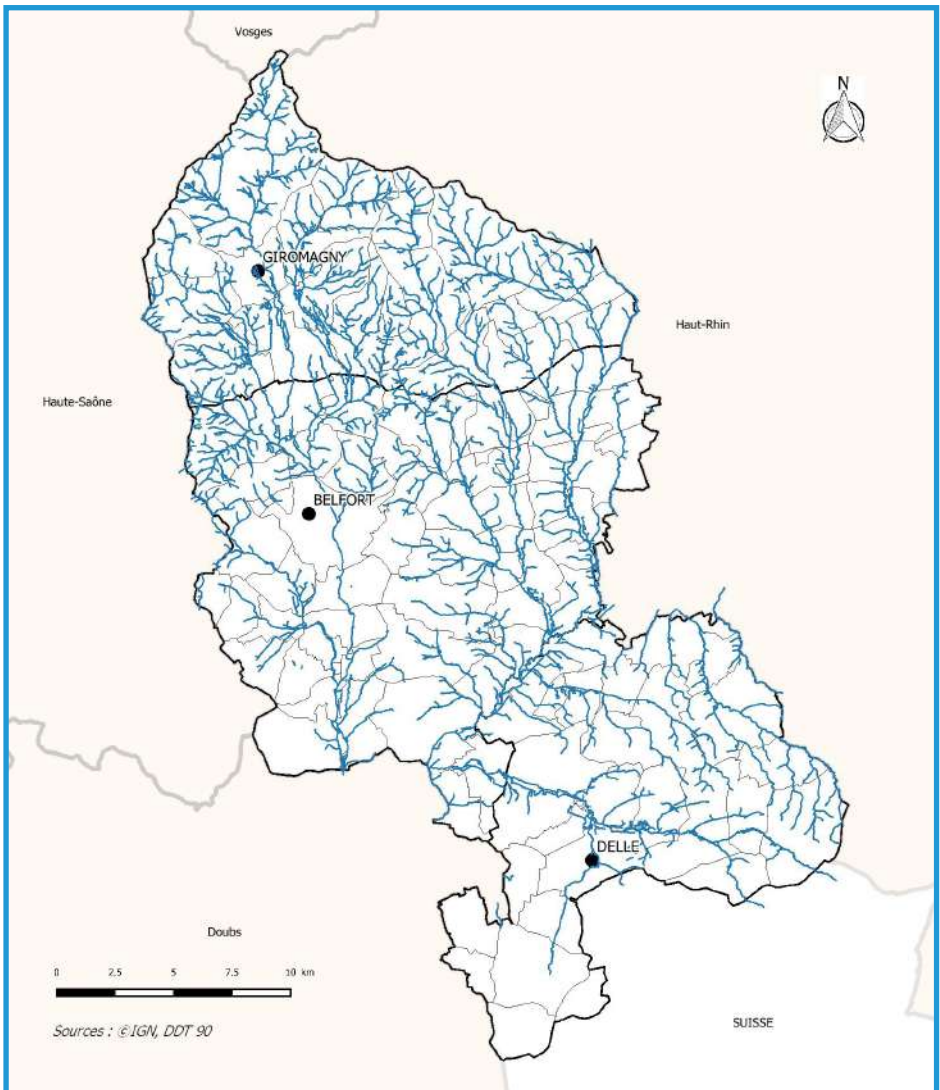 Vosges
N
GIROMAGNY
Haut-Rhin
Haute-Saône
BELFORT
DELLE
Doubs
0 2.5 5 7.5 10 km
Sources : ©IGN, DDT 90
SUISSE